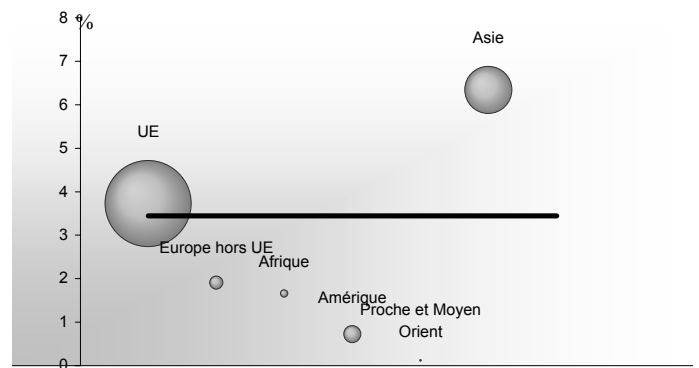 8
%
Asie
7
6
UE
5
4
3
Europe hors UE
Afrique
2
Amérique
Proche et Moyen
Orient
1
0